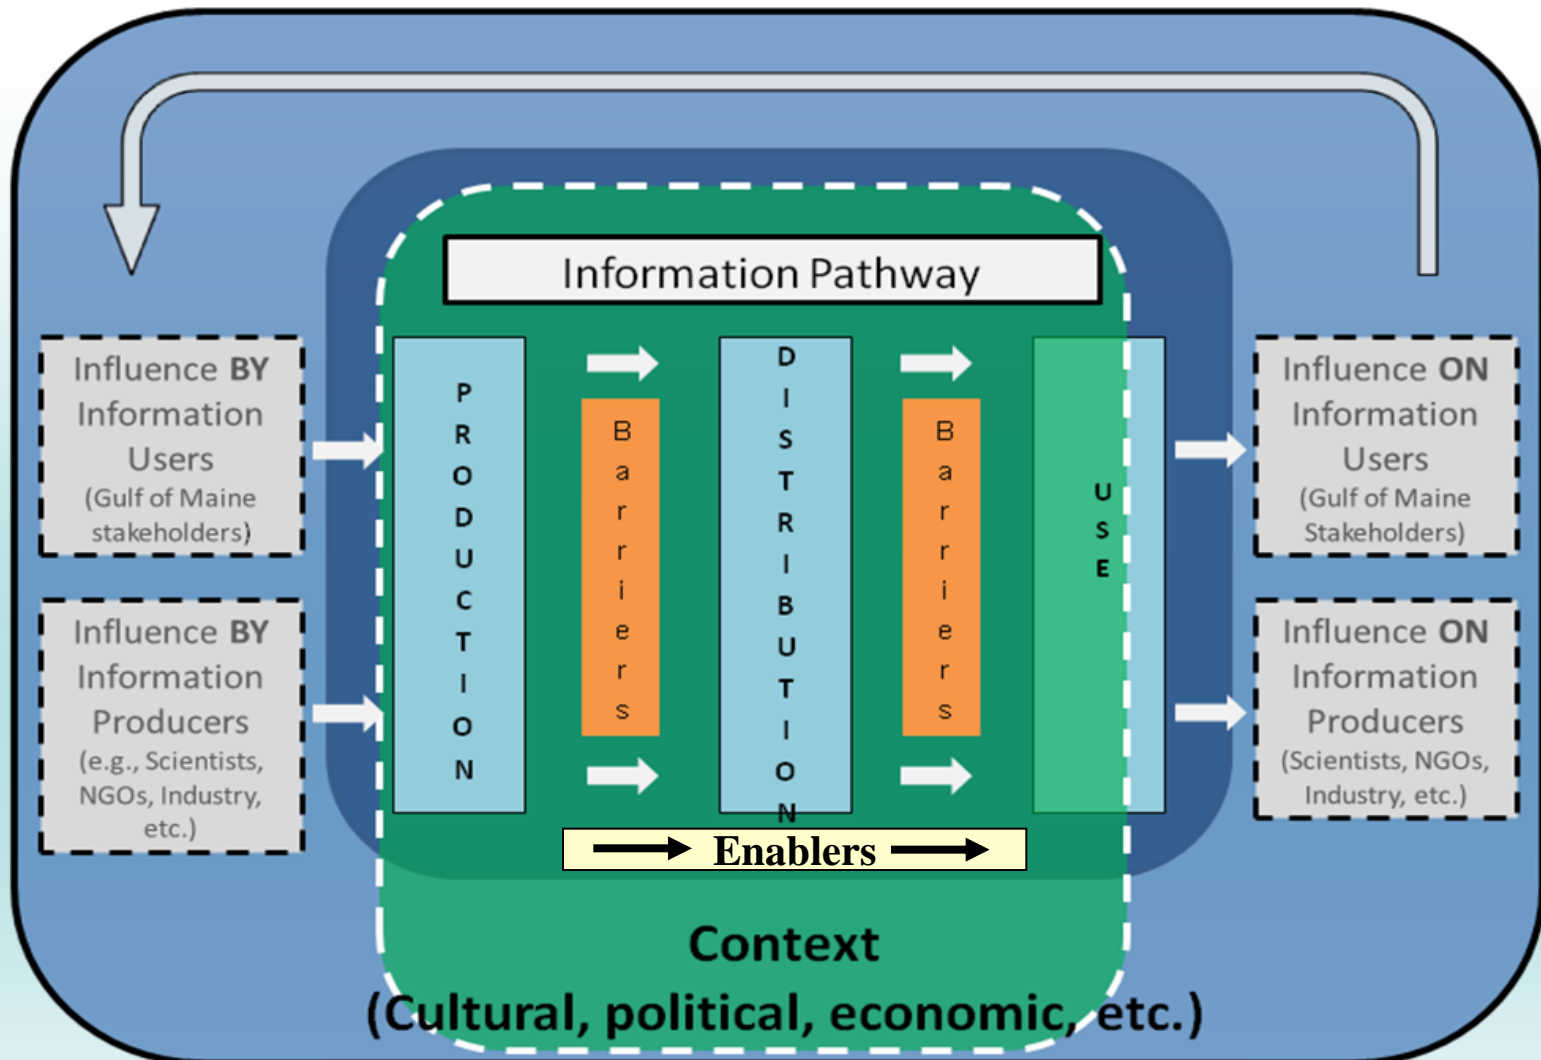 Information Pathway
Influence BY
Information
Users
(Gulf of Maine
stakeholders)
Influence BY
Information
Producers
(e.g., Scientists,
NGOs, Industry,
etc.)
PRODUCTION
Barriers
DISTRIBUTION
Barriers
USE
Influence ON
Information
Users
(Gulf of Maine
Stakeholders)
Influence ON
Information
Producers
(Scientists, NGOs,
Industry, etc.)
Enablers
Context
(Cultural, political, economic, etc.)